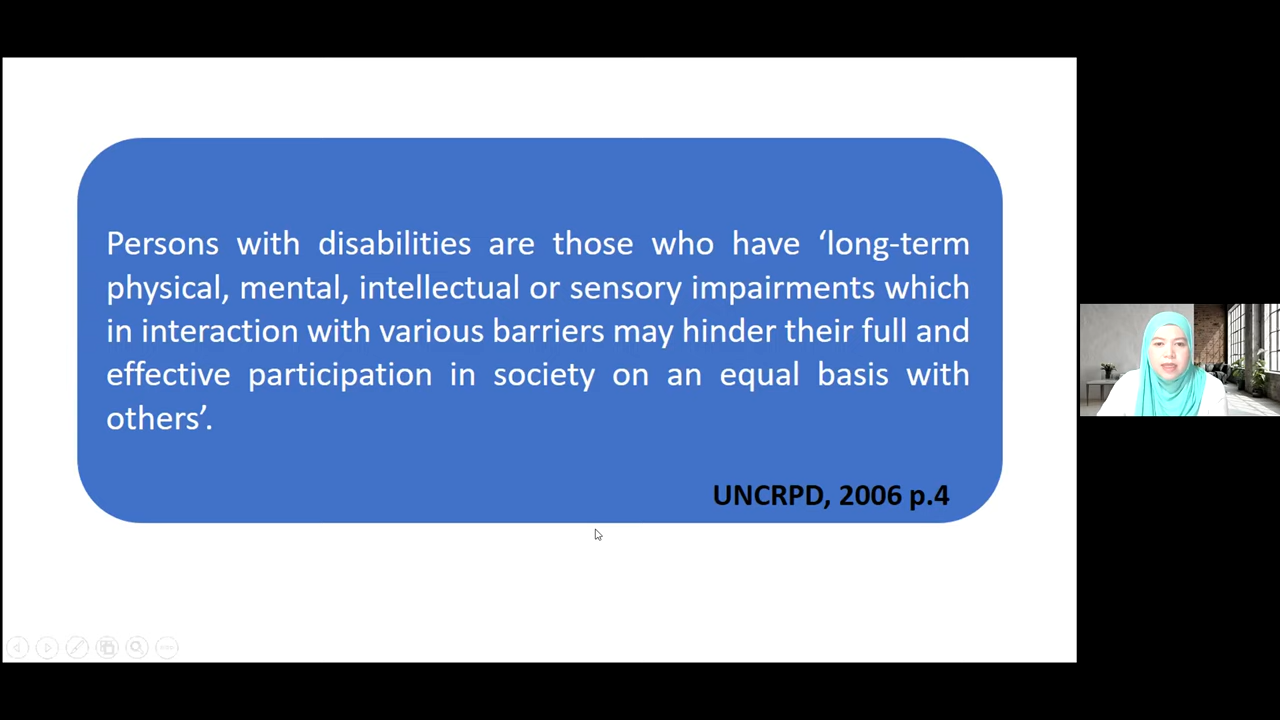 Persons with disabilities are those who have ‘long-term
physical, mental, intellectual or sensory impairments which
in interaction with various barriers may hinder their full and
effective participation in society on an equal basis with
others’.
UNCRPD, 2006 p.4